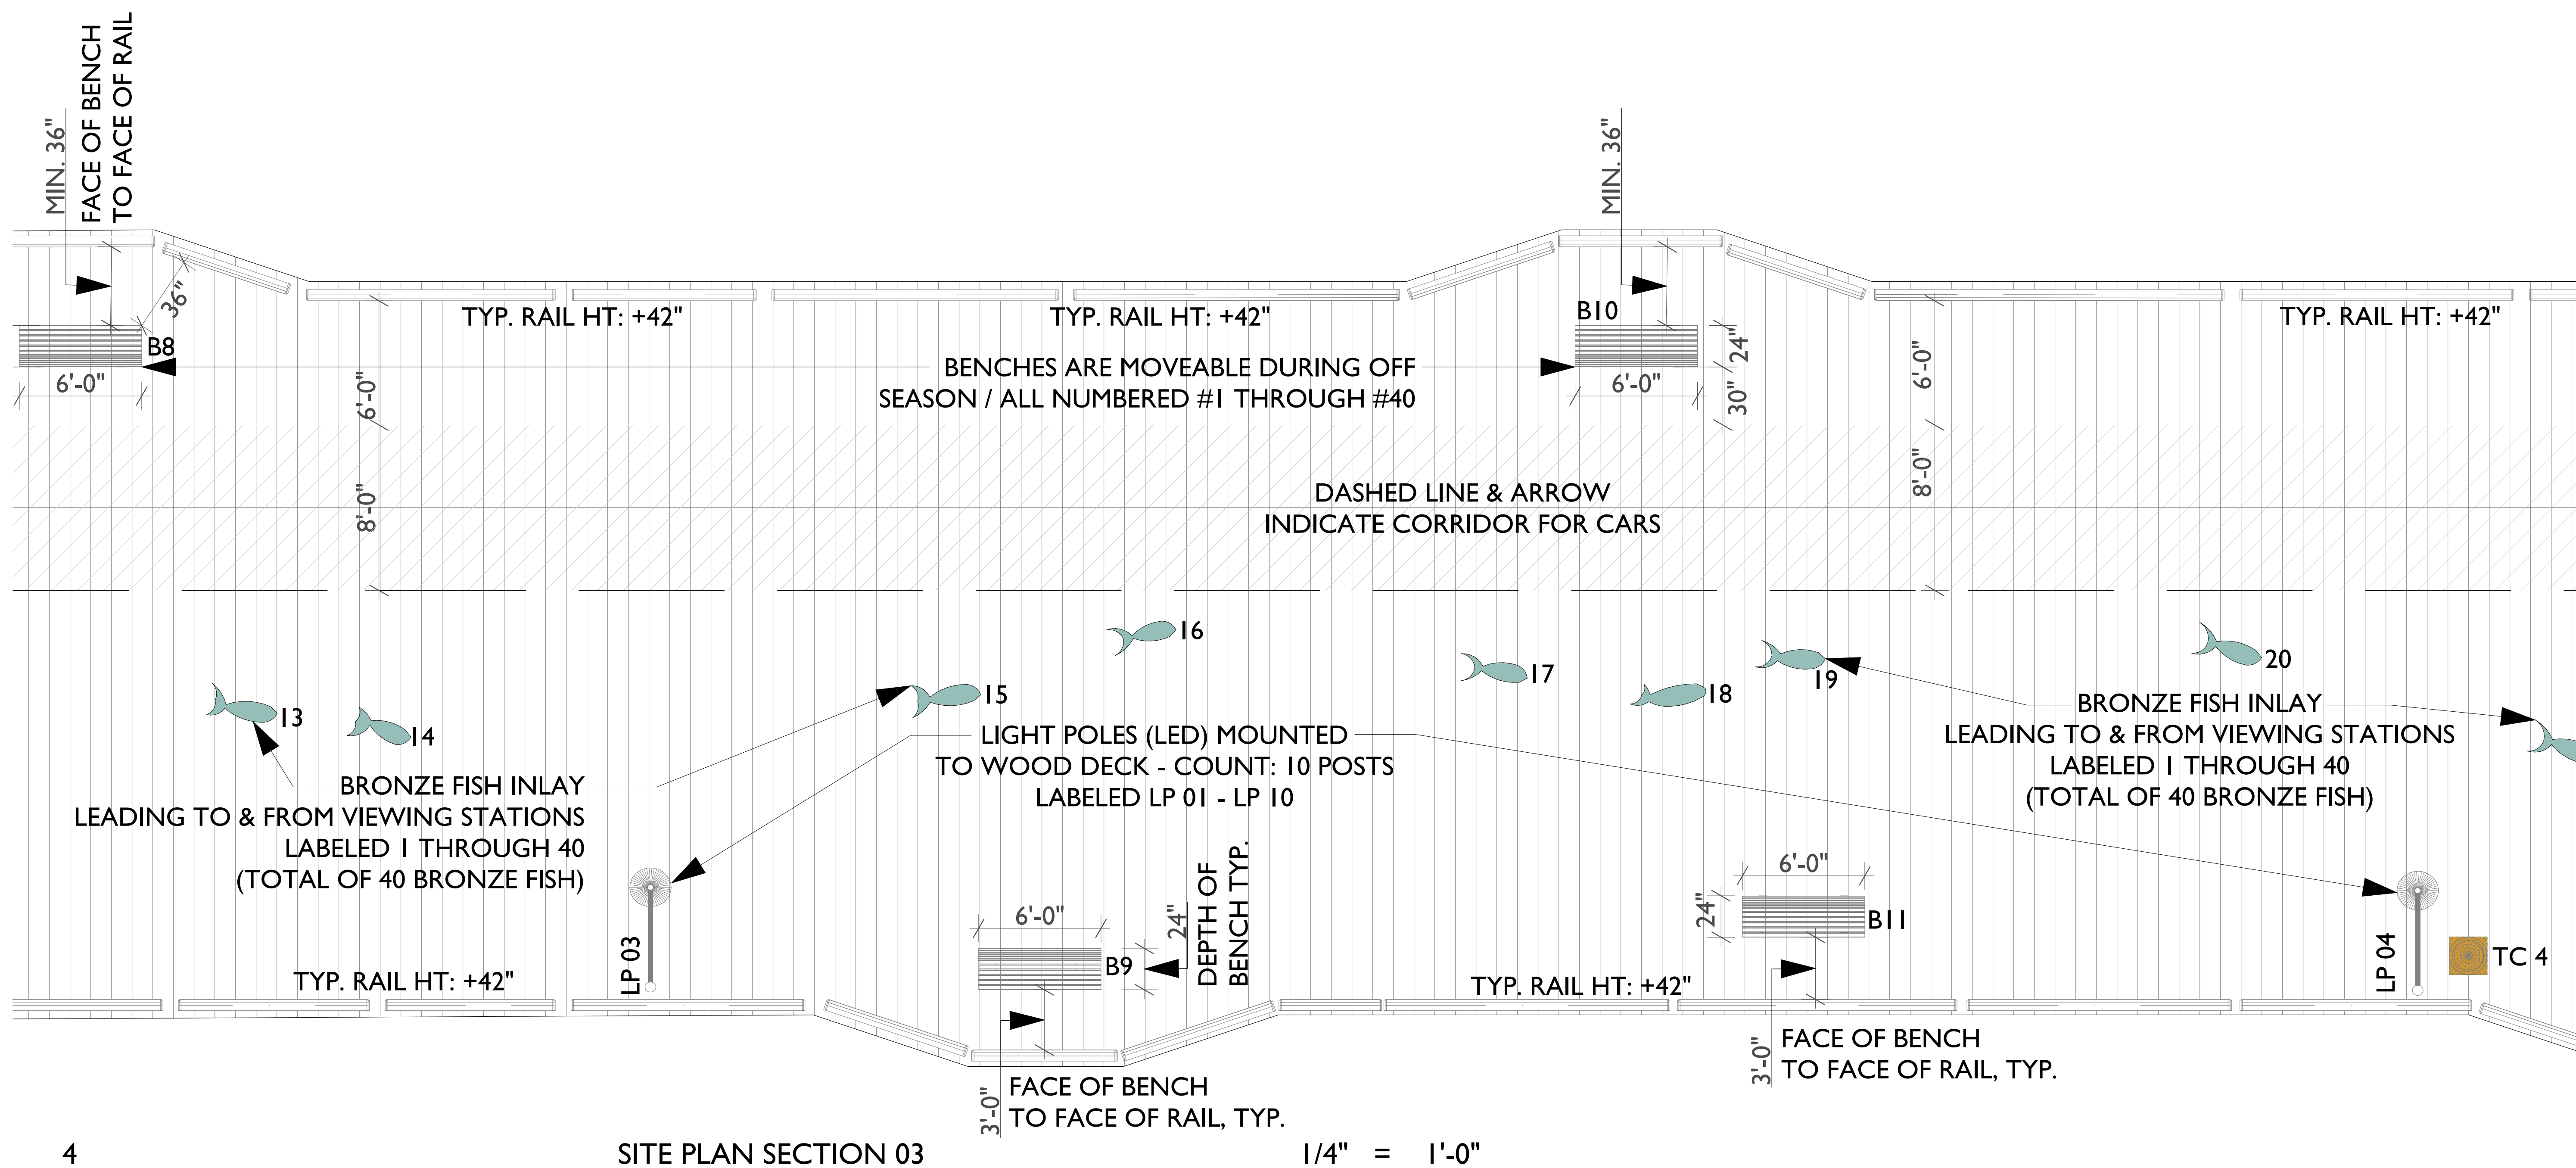 MIN. 36"
FACE OF BENCH
TO FACE OF RAIL
36"
B8
6'-0"
TYP. RAIL HT: +42"
6'-0"
8'-0"
TYP. RAIL HT: +42"
BENCHES ARE MOVEABLE DURING OFF
SEASON / ALL NUMBERED #1 THROUGH #40
MIN. 36"
B10
24"
6'-0"
30"
TYP. RAIL HT: +42"
6'-0"
8'-0"
DASHED LINE & ARROW
INDICATE CORRIDOR FOR CARS
13
14
15
16
17
18
19
20
BRONZE FISH INLAY
LEADING TO & FROM VIEWING STATIONS
LABELED 1 THROUGH 40
(TOTAL OF 40 BRONZE FISH)
LIGHT POLES (LED) MOUNTED
TO WOOD DECK - COUNT: 10 POSTS
LABELED LP 01 - LP 10
BRONZE FISH INLAY
LEADING TO & FROM VIEWING STATIONS
LABELED 1 THROUGH 40
(TOTAL OF 40 BRONZE FISH)
LP 03
TYP. RAIL HT: +42"
6'-0"
B9
24"
DEPTH OF
BENCH TYP.
3'-0"
FACE OF BENCH
TO FACE OF RAIL, TYP.
TYP. RAIL HT: +42"
6'-0"
24"
B11
3'-0"
FACE OF BENCH
TO FACE OF RAIL, TYP.
LP 04
TC 4
4
SITE PLAN SECTION 03
1/4" = 1'-0"